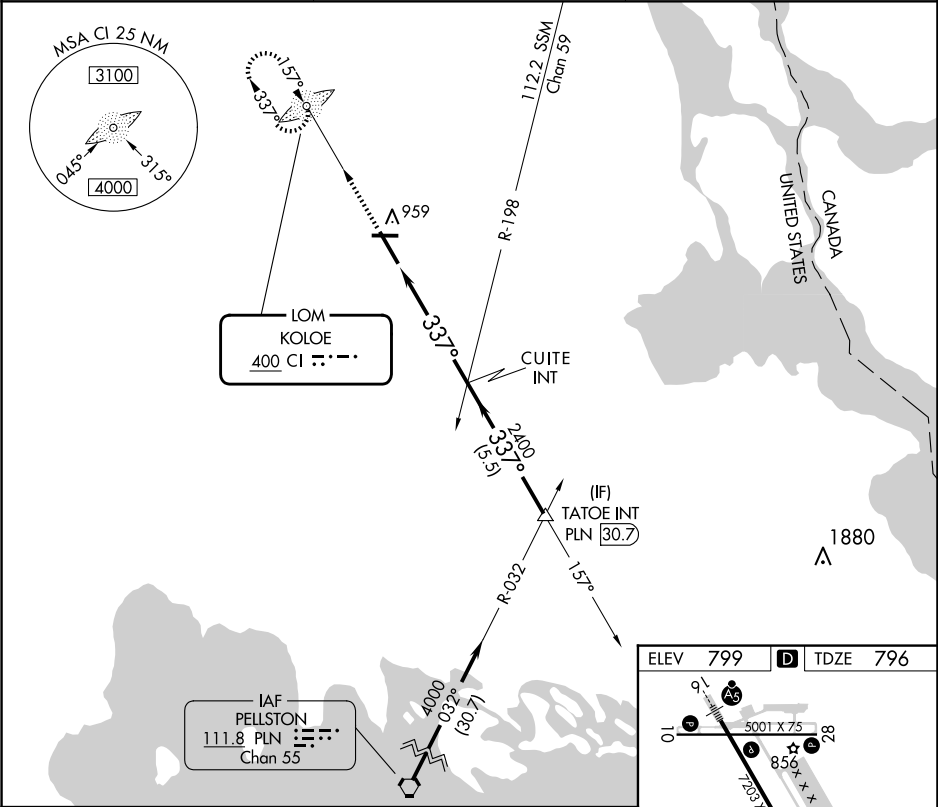 MSA CI 25 NM
3100
045°
315°
4000
157°
337°
112.2 SSM
Chan 59
R-198
959
CANADA
UNITED STATES
LOM
KOLOE
400 CI
337°
CUITE
INT
2400
337°
(5.5)
(IF)
TATOE INT
PLN 30.7
R-032
157°
1880
4000
032°
(30.7)
IAF
PELLSTON
111.8 PLN
Chan 55
ELEV 799 D TDZE 796
16
A5
P
10
5001 X 75
28
P
P
856
7203 X